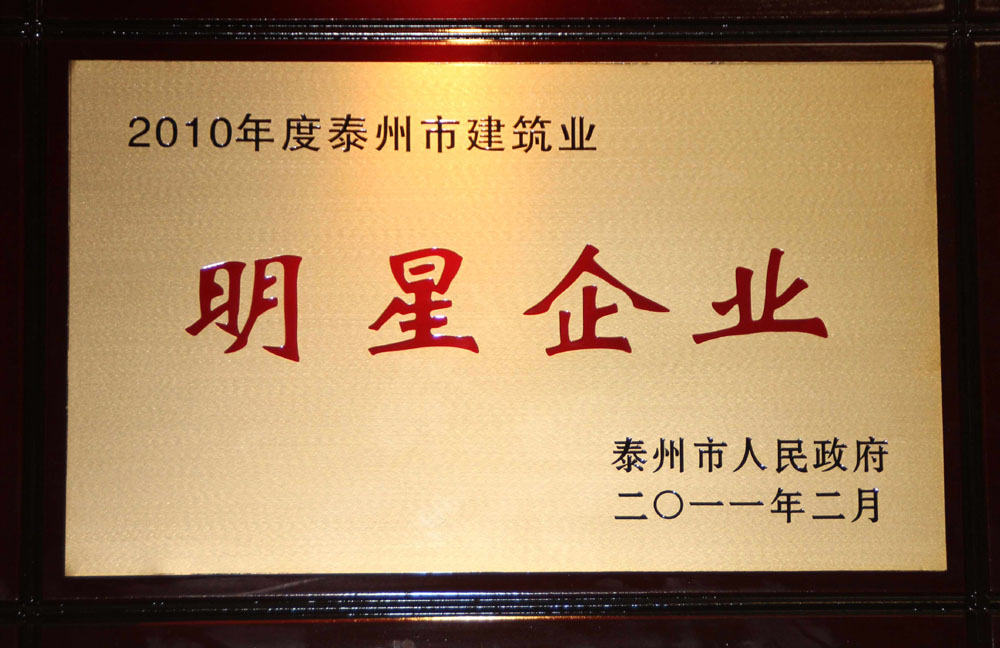 2010年度泰州市建筑业
明星企业
泰州市人民政府
二〇一一年二月